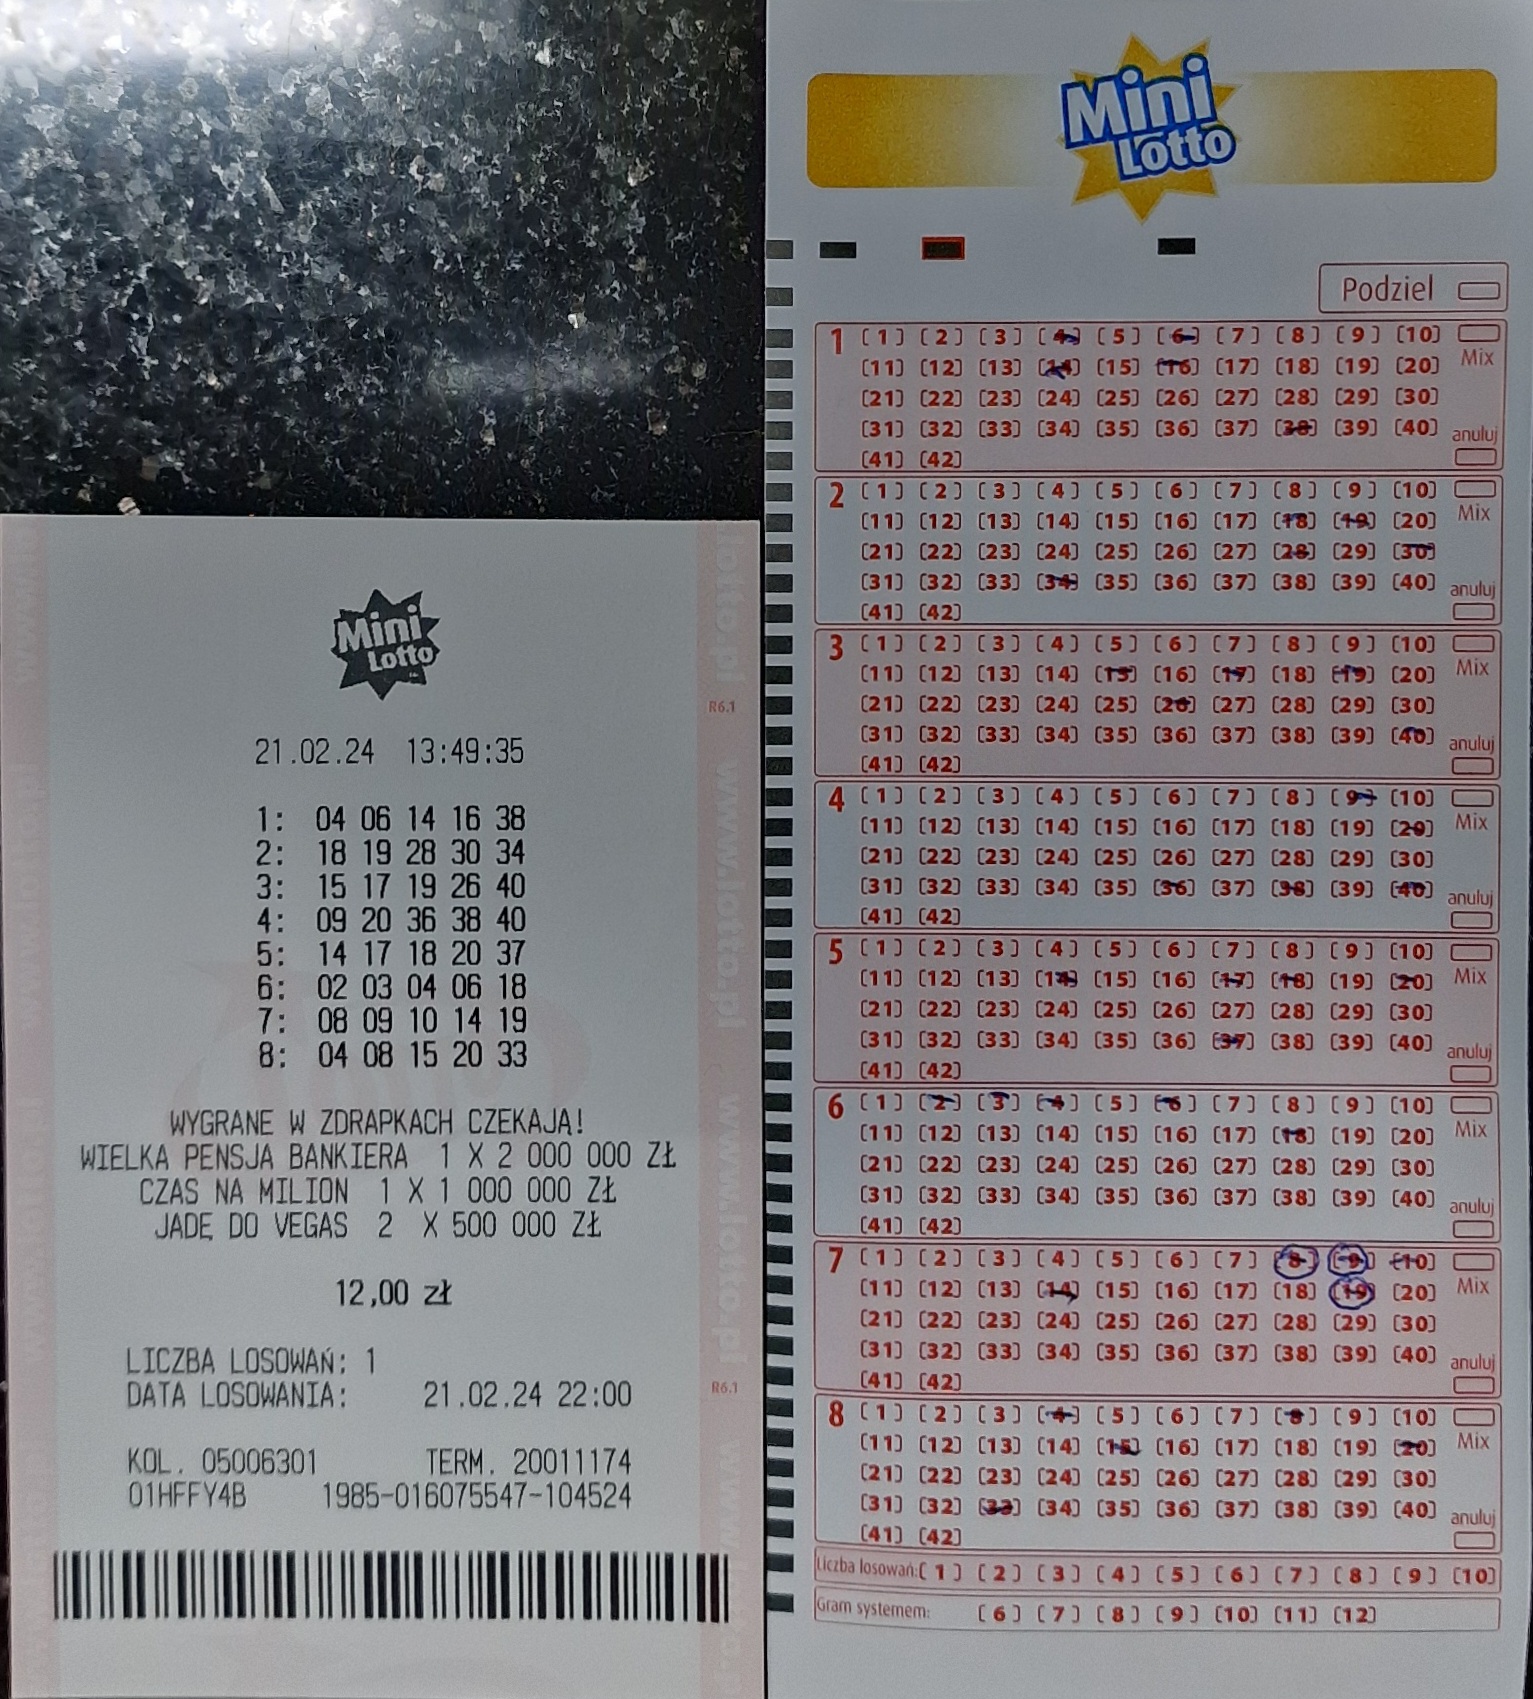 Mini
Lotto
21.02.24 13:49:35
1: 04 06 14 16 38
2: 18 19 28 30 34
3: 15 17 19 26 40
4: 09 20 36 38 40
5: 14 17 18 20 37
6: 02 03 04 06 18
7: 08 09 10 14 19
8: 04 08 15 20 33
WYGRANE W ZDRAPKACH CZEKAJĄ!
WIELKA PENSJA BANKIERA 1 X 2 000 000 ZŁ
CZAS NA MILION 1 X 1 000 000 ZŁ
JADĘ DO VEGAS 2 X 500 000 ZŁ
12,00 zł
LICZBA LOSOWAŃ: 1
DATA LOSOWANIA: 21.02.24 22:00
KOL. 05006301 TERM. 20011174
01HFFY4B 1985-016075547-104524
R6.1
R6.1
www.lotto.pl
Mini
Lotto
Podziel
1 [1] [2] [3] [4] [5] [6] [7] [8] [9] [10]
Mix
[11] [12] [13] [14] [15] [16] [17] [18] [19] [20]
[21] [22] [23] [24] [25] [26] [27] [28] [29] [30]
[31] [32] [33] [34] [35] [36] [37] [38] [39] [40] anuluj
[41] [42]
2 [1] [2] [3] [4] [5] [6] [7] [8] [9] [10]
[11] [12] [13] [14] [15] [16] [17] [18] [19] [20] Mix
[21] [22] [23] [24] [25] [26] [27] [28] [29] [30]
[31] [32] [33] [34] [35] [36] [37] [38] [39] [40] anuluj
[41] [42]
3 [1] [2] [3] [4] [5] [6] [7] [8] [9] [10]
[11] [12] [13] [14] [15] [16] [17] [18] [19] [20] Mix
[21] [22] [23] [24] [25] [26] [27] [28] [29] [30]
[31] [32] [33] [34] [35] [36] [37] [38] [39] [40] anuluj
[41] [42]
4 [1] [2] [3] [4] [5] [6] [7] [8] [9] [10]
[11] [12] [13] [14] [15] [16] [17] [18] [19] [20] Mix
[21] [22] [23] [24] [25] [26] [27] [28] [29] [30]
[31] [32] [33] [34] [35] [36] [37] [38] [39] [40] anuluj
[41] [42]
5 [1] [2] [3] [4] [5] [6] [7] [8] [9] [10]
[11] [12] [13] [14] [15] [16] [17] [18] [19] [20] Mix
[21] [22] [23] [24] [25] [26] [27] [28] [29] [30]
[31] [32] [33] [34] [35] [36] [37] [38] [39] [40] anuluj
[41] [42]
6 [1] [2] [3] [4] [5] [6] [7] [8] [9] [10]
[11] [12] [13] [14] [15] [16] [17] [18] [19] [20] Mix
[21] [22] [23] [24] [25] [26] [27] [28] [29] [30]
[31] [32] [33] [34] [35] [36] [37] [38] [39] [40] anuluj
[41] [42]
7 [1] [2] [3] [4] [5] [6] [7] [8] [9] [10]
[11] [12] [13] [14] [15] [16] [17] [18] [19] [20] Mix
[21] [22] [23] [24] [25] [26] [27] [28] [29] [30]
[31] [32] [33] [34] [35] [36] [37] [38] [39] [40] anuluj
[41] [42]
8 [1] [2] [3] [4] [5] [6] [7] [8] [9] [10]
[11] [12] [13] [14] [15] [16] [17] [18] [19] [20] Mix
[21] [22] [23] [24] [25] [26] [27] [28] [29] [30]
[31] [32] [33] [34] [35] [36] [37] [38] [39] [40] anuluj
[41] [42]
Liczba losowań: [1] [2] [3] [4] [5] [6] [7] [8] [9] [10]
Gram systemem: [6] [7] [8] [9] [10] [11] [12]